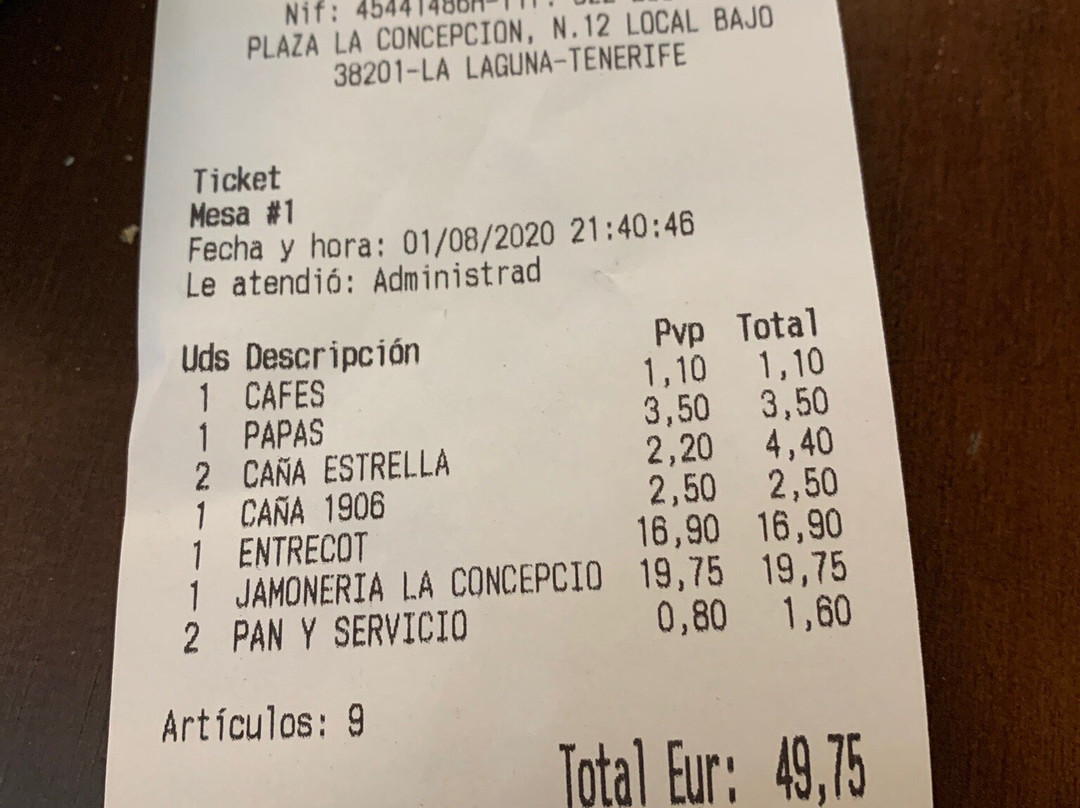 Nif:
PLAZA LA CONCEPCION, N.12 LOCAL BAJO
38201-LA LAGUNA-TENERIFE
Ticket
Mesa #1
Fecha y hora: 01/08/2020 21:40:46
Le atendió: Administrad
Uds Descripción Pvp Total
1 CAFES 1,10 1,10
1 PAPAS 3,50 3,50
2 CAÑA ESTRELLA 2,20 4,40
1 CAÑA 1906 2,50 2,50
1 ENTRECOT 16,90 16,90
1 JAMONERIA LA CONCEPCIO 19,75 19,75
2 PAN Y SERVICIO 0,80 1,60
Artículos: 9
Total Eur: 49,75